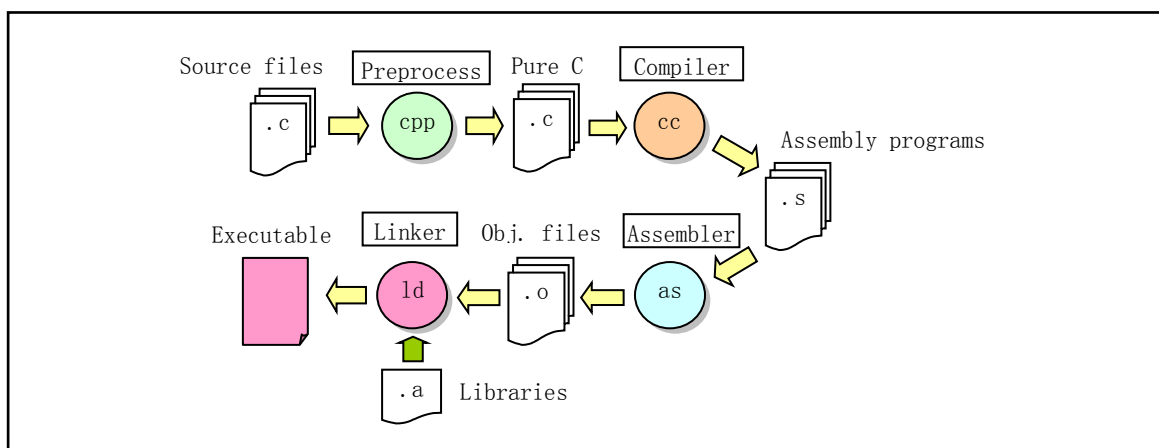 Source files
Preprocess
Pure C
Compiler
.c
cpp
.c
cc
Assembly programs
.s
Executable
Linker
Obj. files
Assembler
ld
.o
as
.a
Libraries